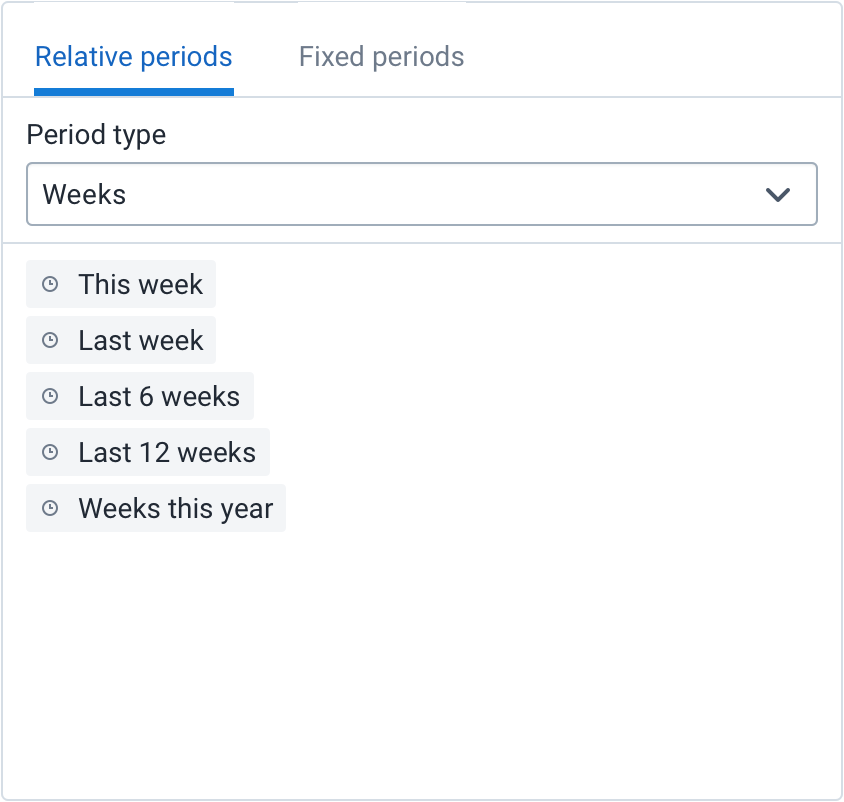 Relative periods Fixed periods
Period type
Weeks
This week
Last week
Last 6 weeks
Last 12 weeks
Weeks this year